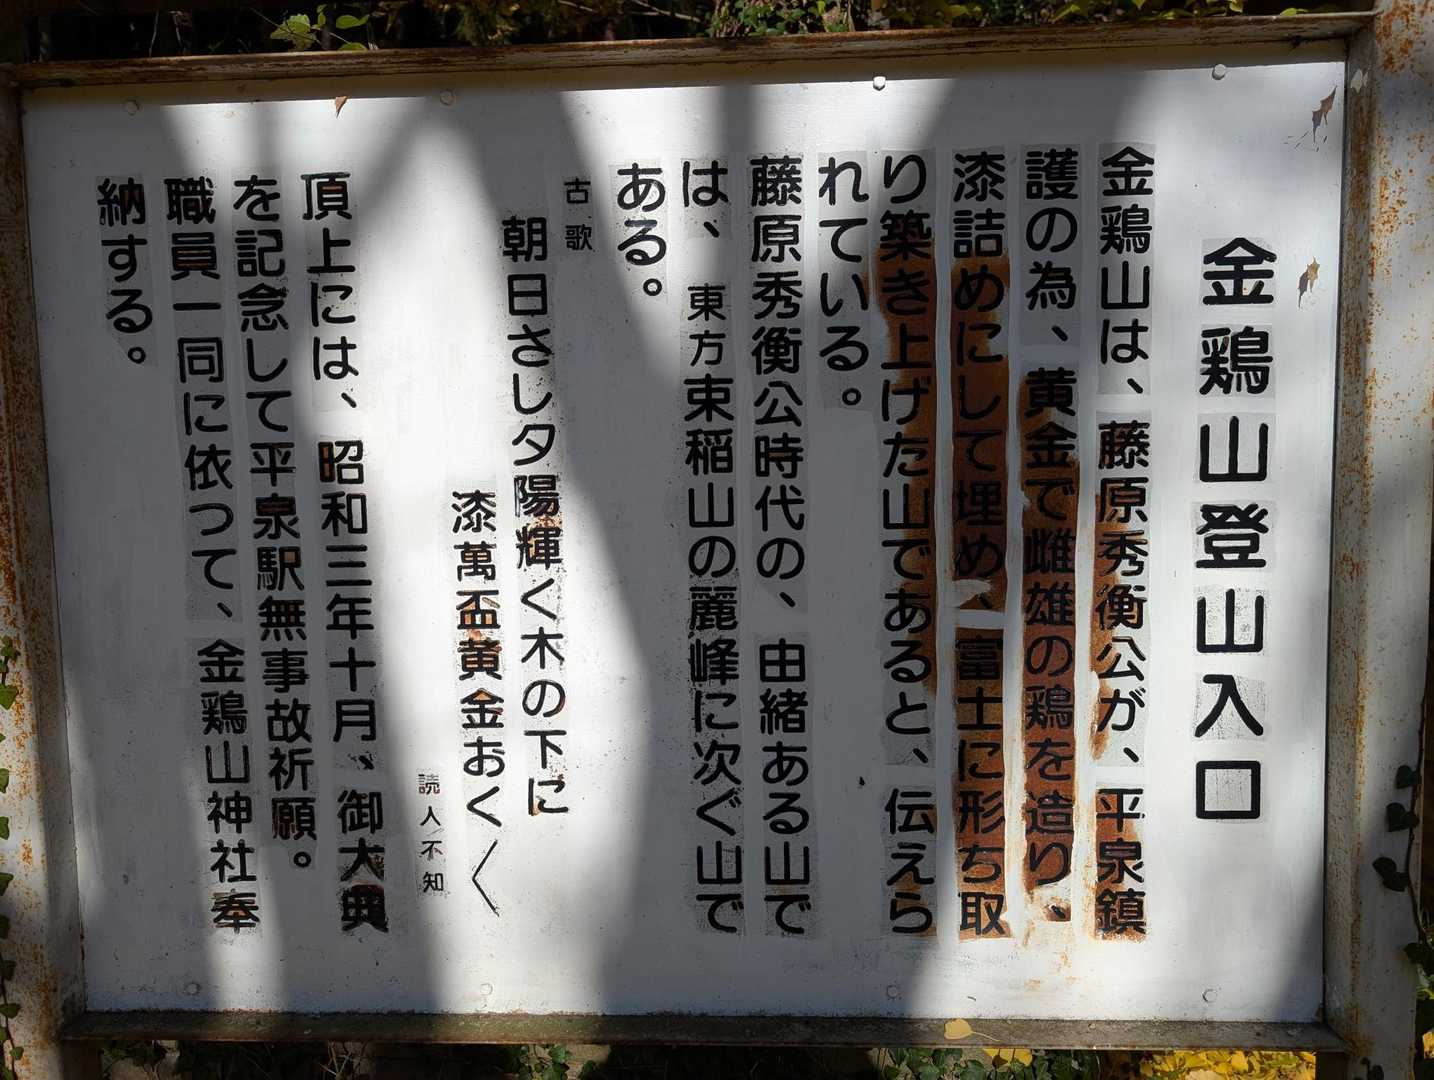 金鶏山登山入口
金鶏山は、藤原秀衡公が、平泉鎮
護の為、黄金で雌雄の鶏を造り、
漆詰めにして埋め、富士に形ち取
り築き上げた山であると、伝えら
れている。
藤原秀衡公時代の、由緒ある山で
は、東方束稲山の麗峰に次ぐ山で
ある。
古歌
朝日さし夕陽輝く木の下に
漆萬盃黄金おく〱
読人不知
頂上には、昭和三年十月、御大典
を記念して平泉駅無事故祈願。
職員一同に依って、金鶏山神社奉
納する。